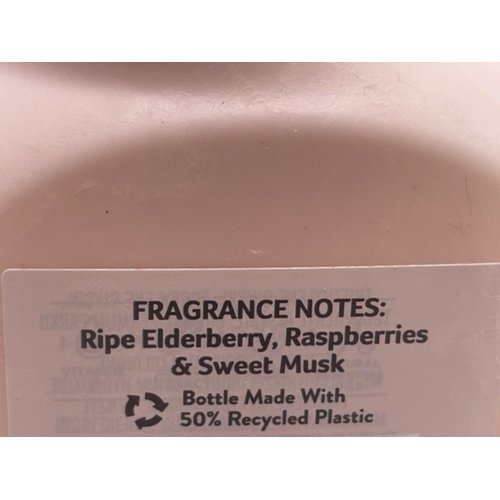 FRAGRANCE NOTES:
Ripe Elderberry, Raspberries
& Sweet Musk
Bottle Made With
50% Recycled Plastic